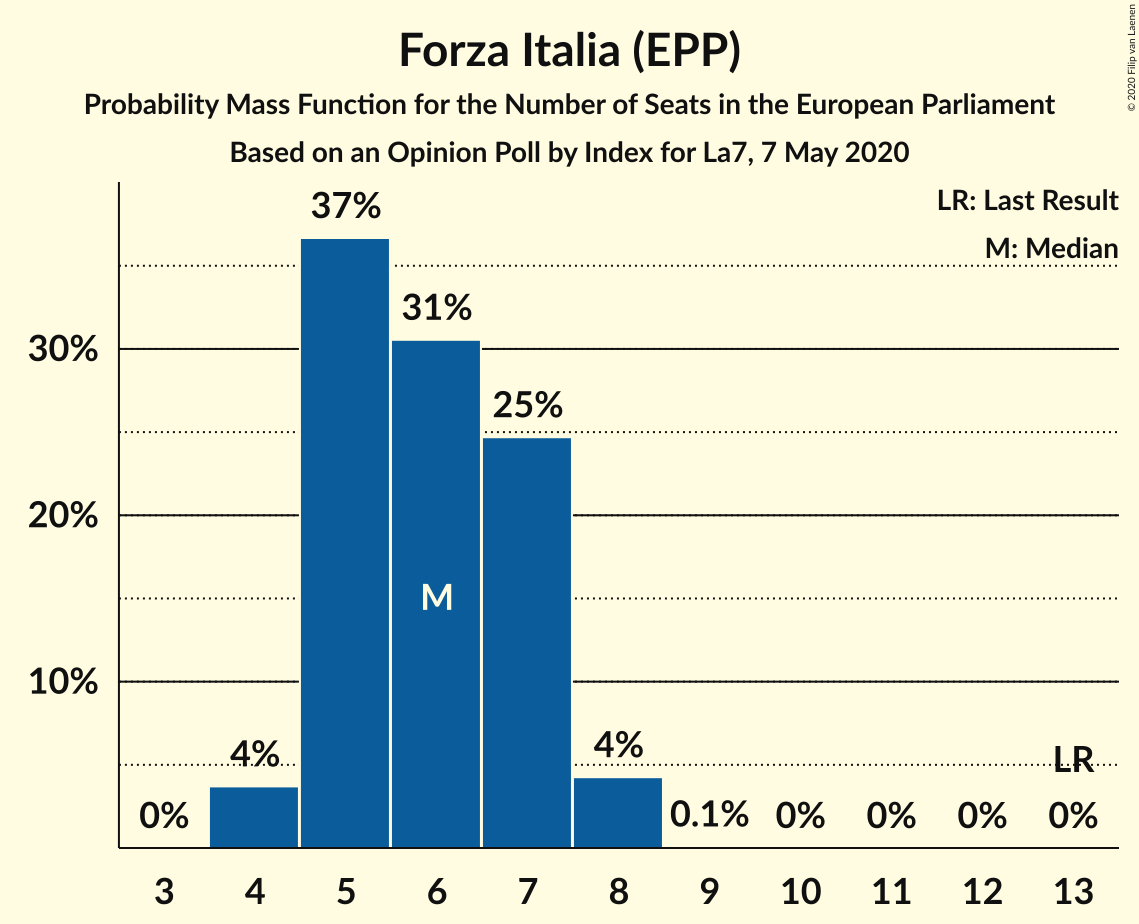 Forza Italia (EPP)
Probability Mass Function for the Number of Seats in the European Parliament
Based on an Opinion Poll by Index for La7, 7 May 2020
© 2020 Filip van Laenen
LR: Last Result
M: Median
37%
31%
30%
25%
20%
M
10%
4%
4%
LR
0%
0.1%
0%
0%
0%
0%
3 4 5 6 7 8 9 10 11 12 13